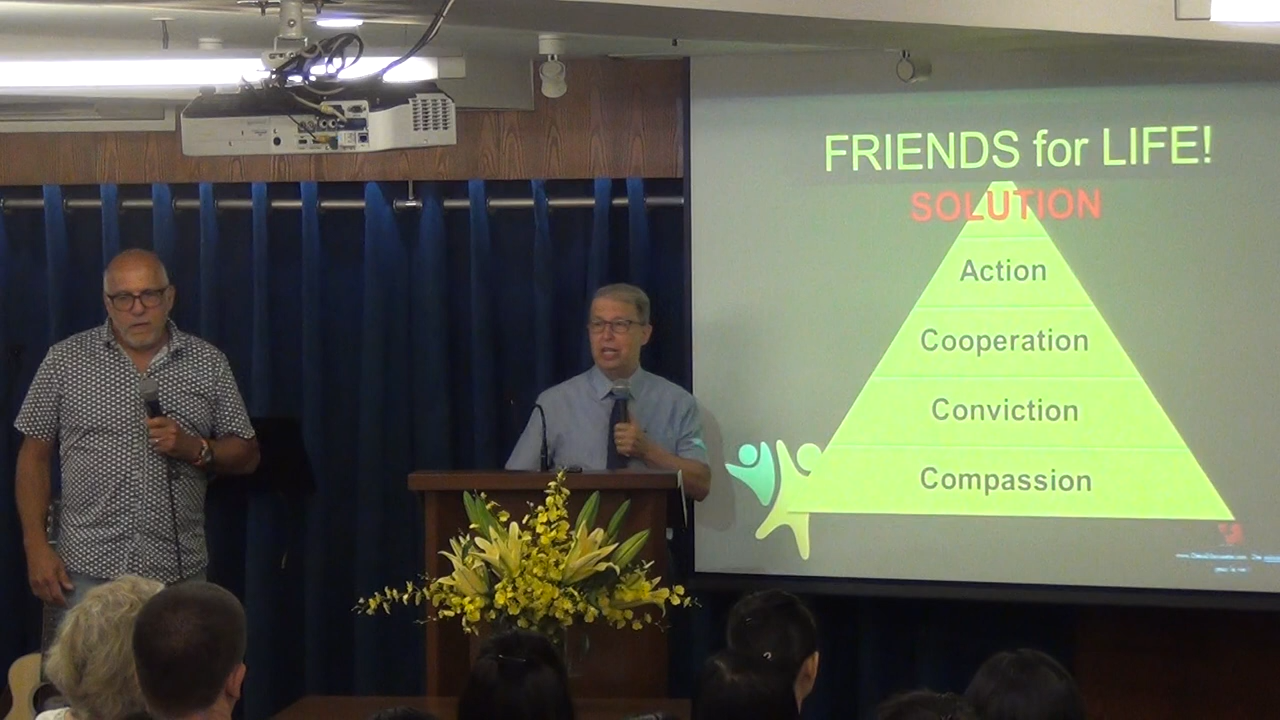 FRIENDS for LIFE!
SOLUTION
Action
Cooperation
Conviction
Compassion